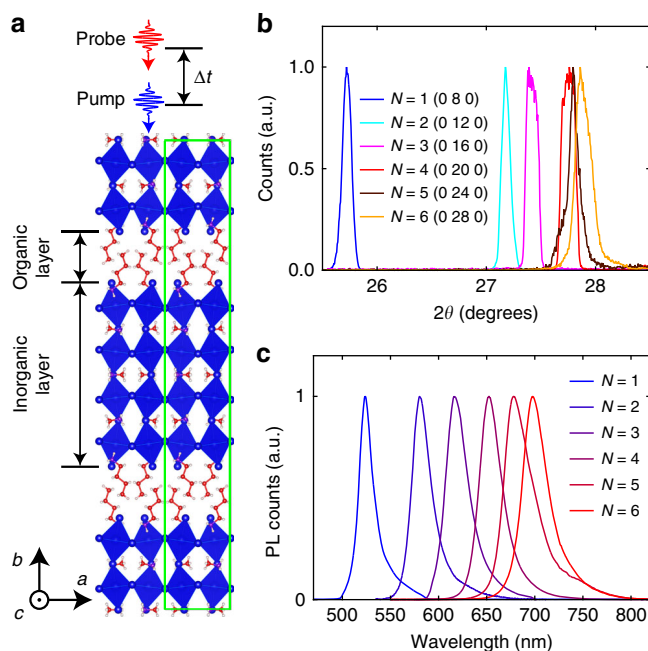 a
Probe
Δt
Pump
Organic
layer
Inorganic
layer
b
a
c
b
1.0
0.5
0.0
Counts (a.u.)
N = 1 (0 8 0)
N = 2 (0 12 0)
N = 3 (0 16 0)
N = 4 (0 20 0)
N = 5 (0 24 0)
N = 6 (0 28 0)
26
27
28
2θ (degrees)
c
1
0
PL counts (a.u.)
N = 1
N = 2
N = 3
N = 4
N = 5
N = 6
500
550
600
650
700
750
800
Wavelength (nm)